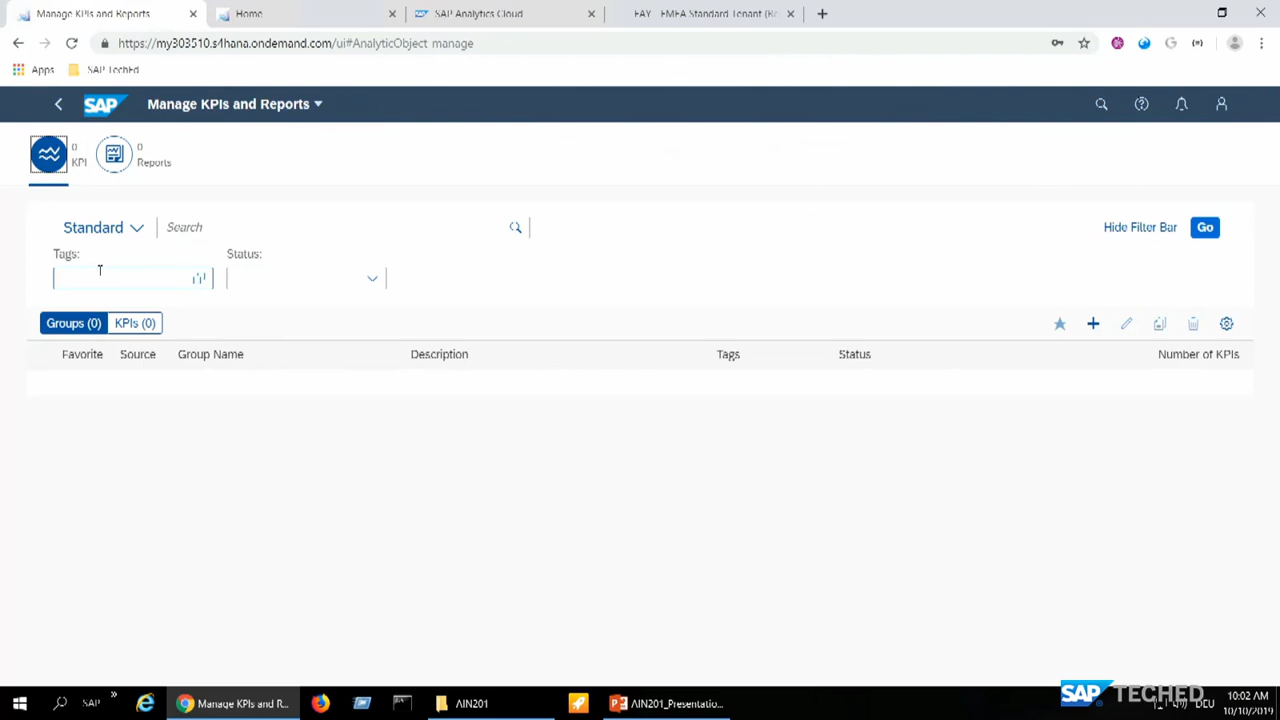 Manage KPIs and Reports
Home
SAP Analytics Cloud
FAY - EMEA Standard Tenant (Re
https://my303510.s4hana.ondemand.com/ui#AnalyticObject manage
Apps
SAP TechEd
SAP
Manage KPIs and Reports
0
KPI
0
Reports
Standard
Search
Hide Filter Bar
Go
Tags:
Status:
Groups (0)
KPIs (0)
Favorite
Source
Group Name
Description
Tags
Status
Number of KPIs
SAP
Manage KPIs and R...
AIN201
AIN201_Presentatio...
SAP TECHED
DEU
10:02 AM
10/10/2019